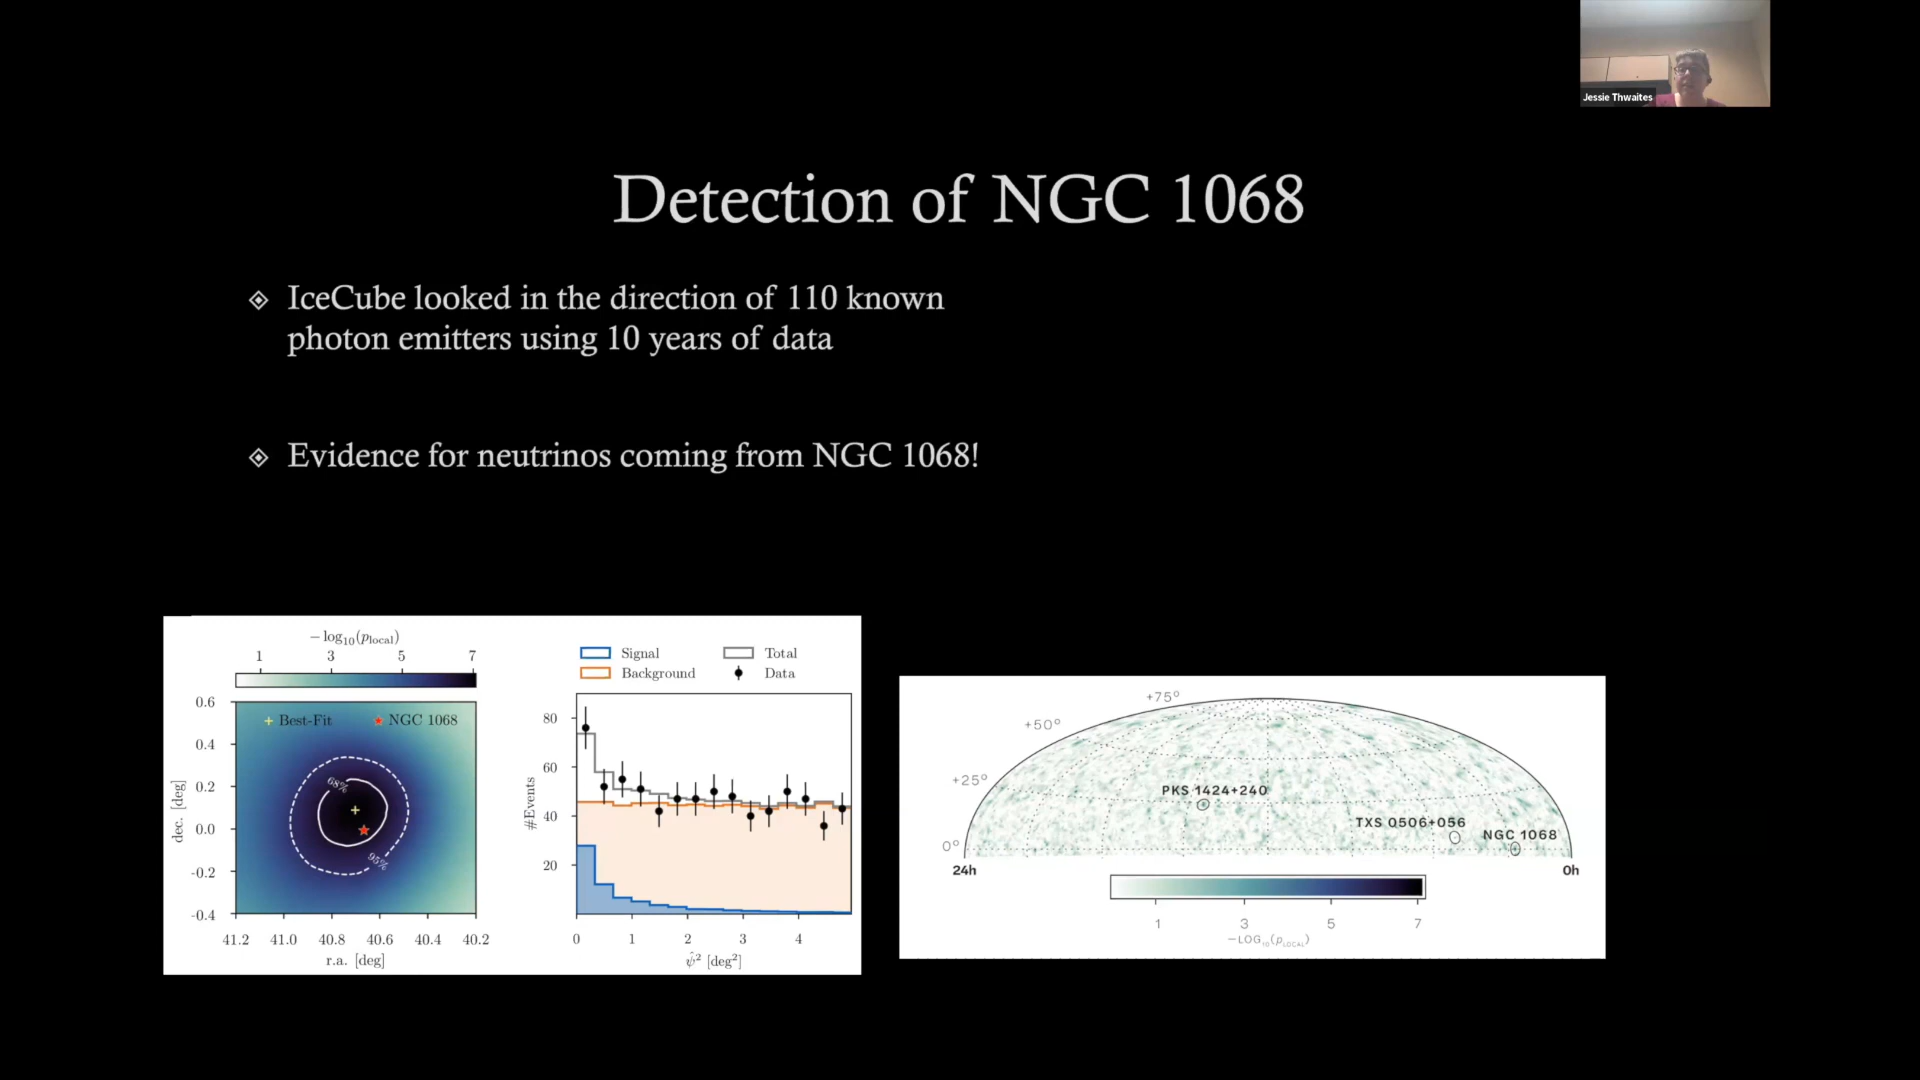 Jessie Thwaites
Detection of NGC 1068
IceCube looked in the direction of 110 known
photon emitters using 10 years of data
Evidence for neutrinos coming from NGC 1068!
− log₁₀(p_local)
1 3 5 7
+ Best-Fit ★ NGC 1068
68%
95%
0.6
0.4
0.2
0.0
-0.2
-0.4
dec. [deg]
41.2 41.0 40.8 40.6 40.4 40.2
r.a. [deg]
Signal Total
Background Data
80
60
40
20
#Events
0 1 2 3 4
ψ̂² [deg²]
+75°
+50°
+25°
0°
PKS 1424+240
TXS 0506+056
NGC 1068
24h 0h
1 3 5 7
−LOG₁₀(p_LOCAL)